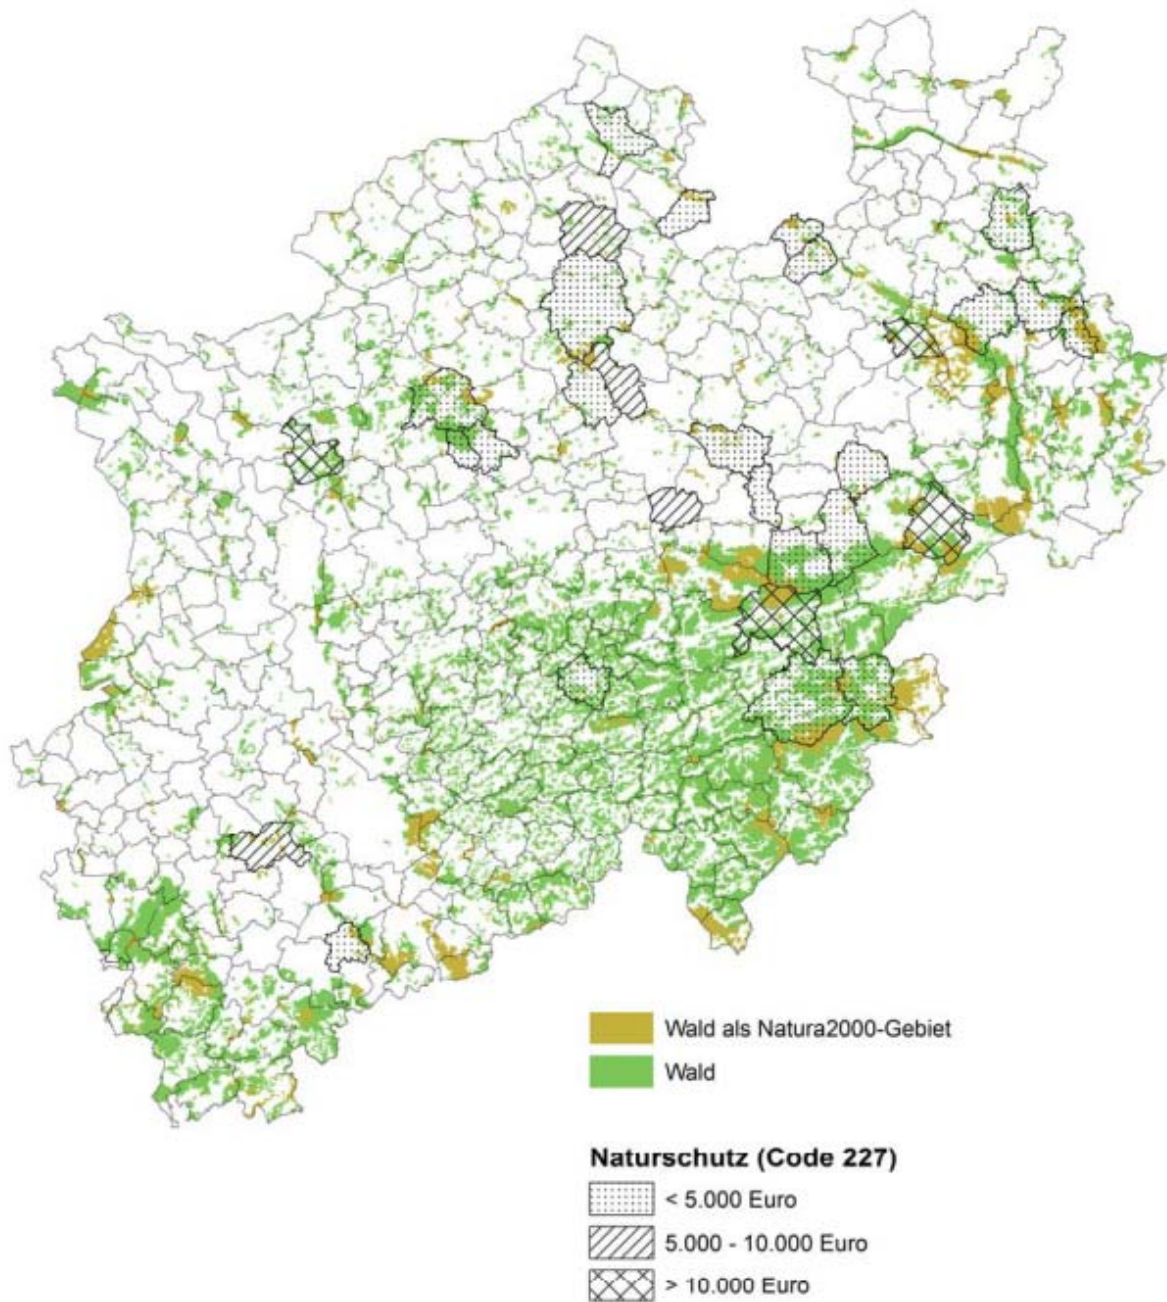 Wald als Natura2000-Gebiet
Wald
Naturschutz (Code 227)
< 5.000 Euro
5.000 - 10.000 Euro
> 10.000 Euro